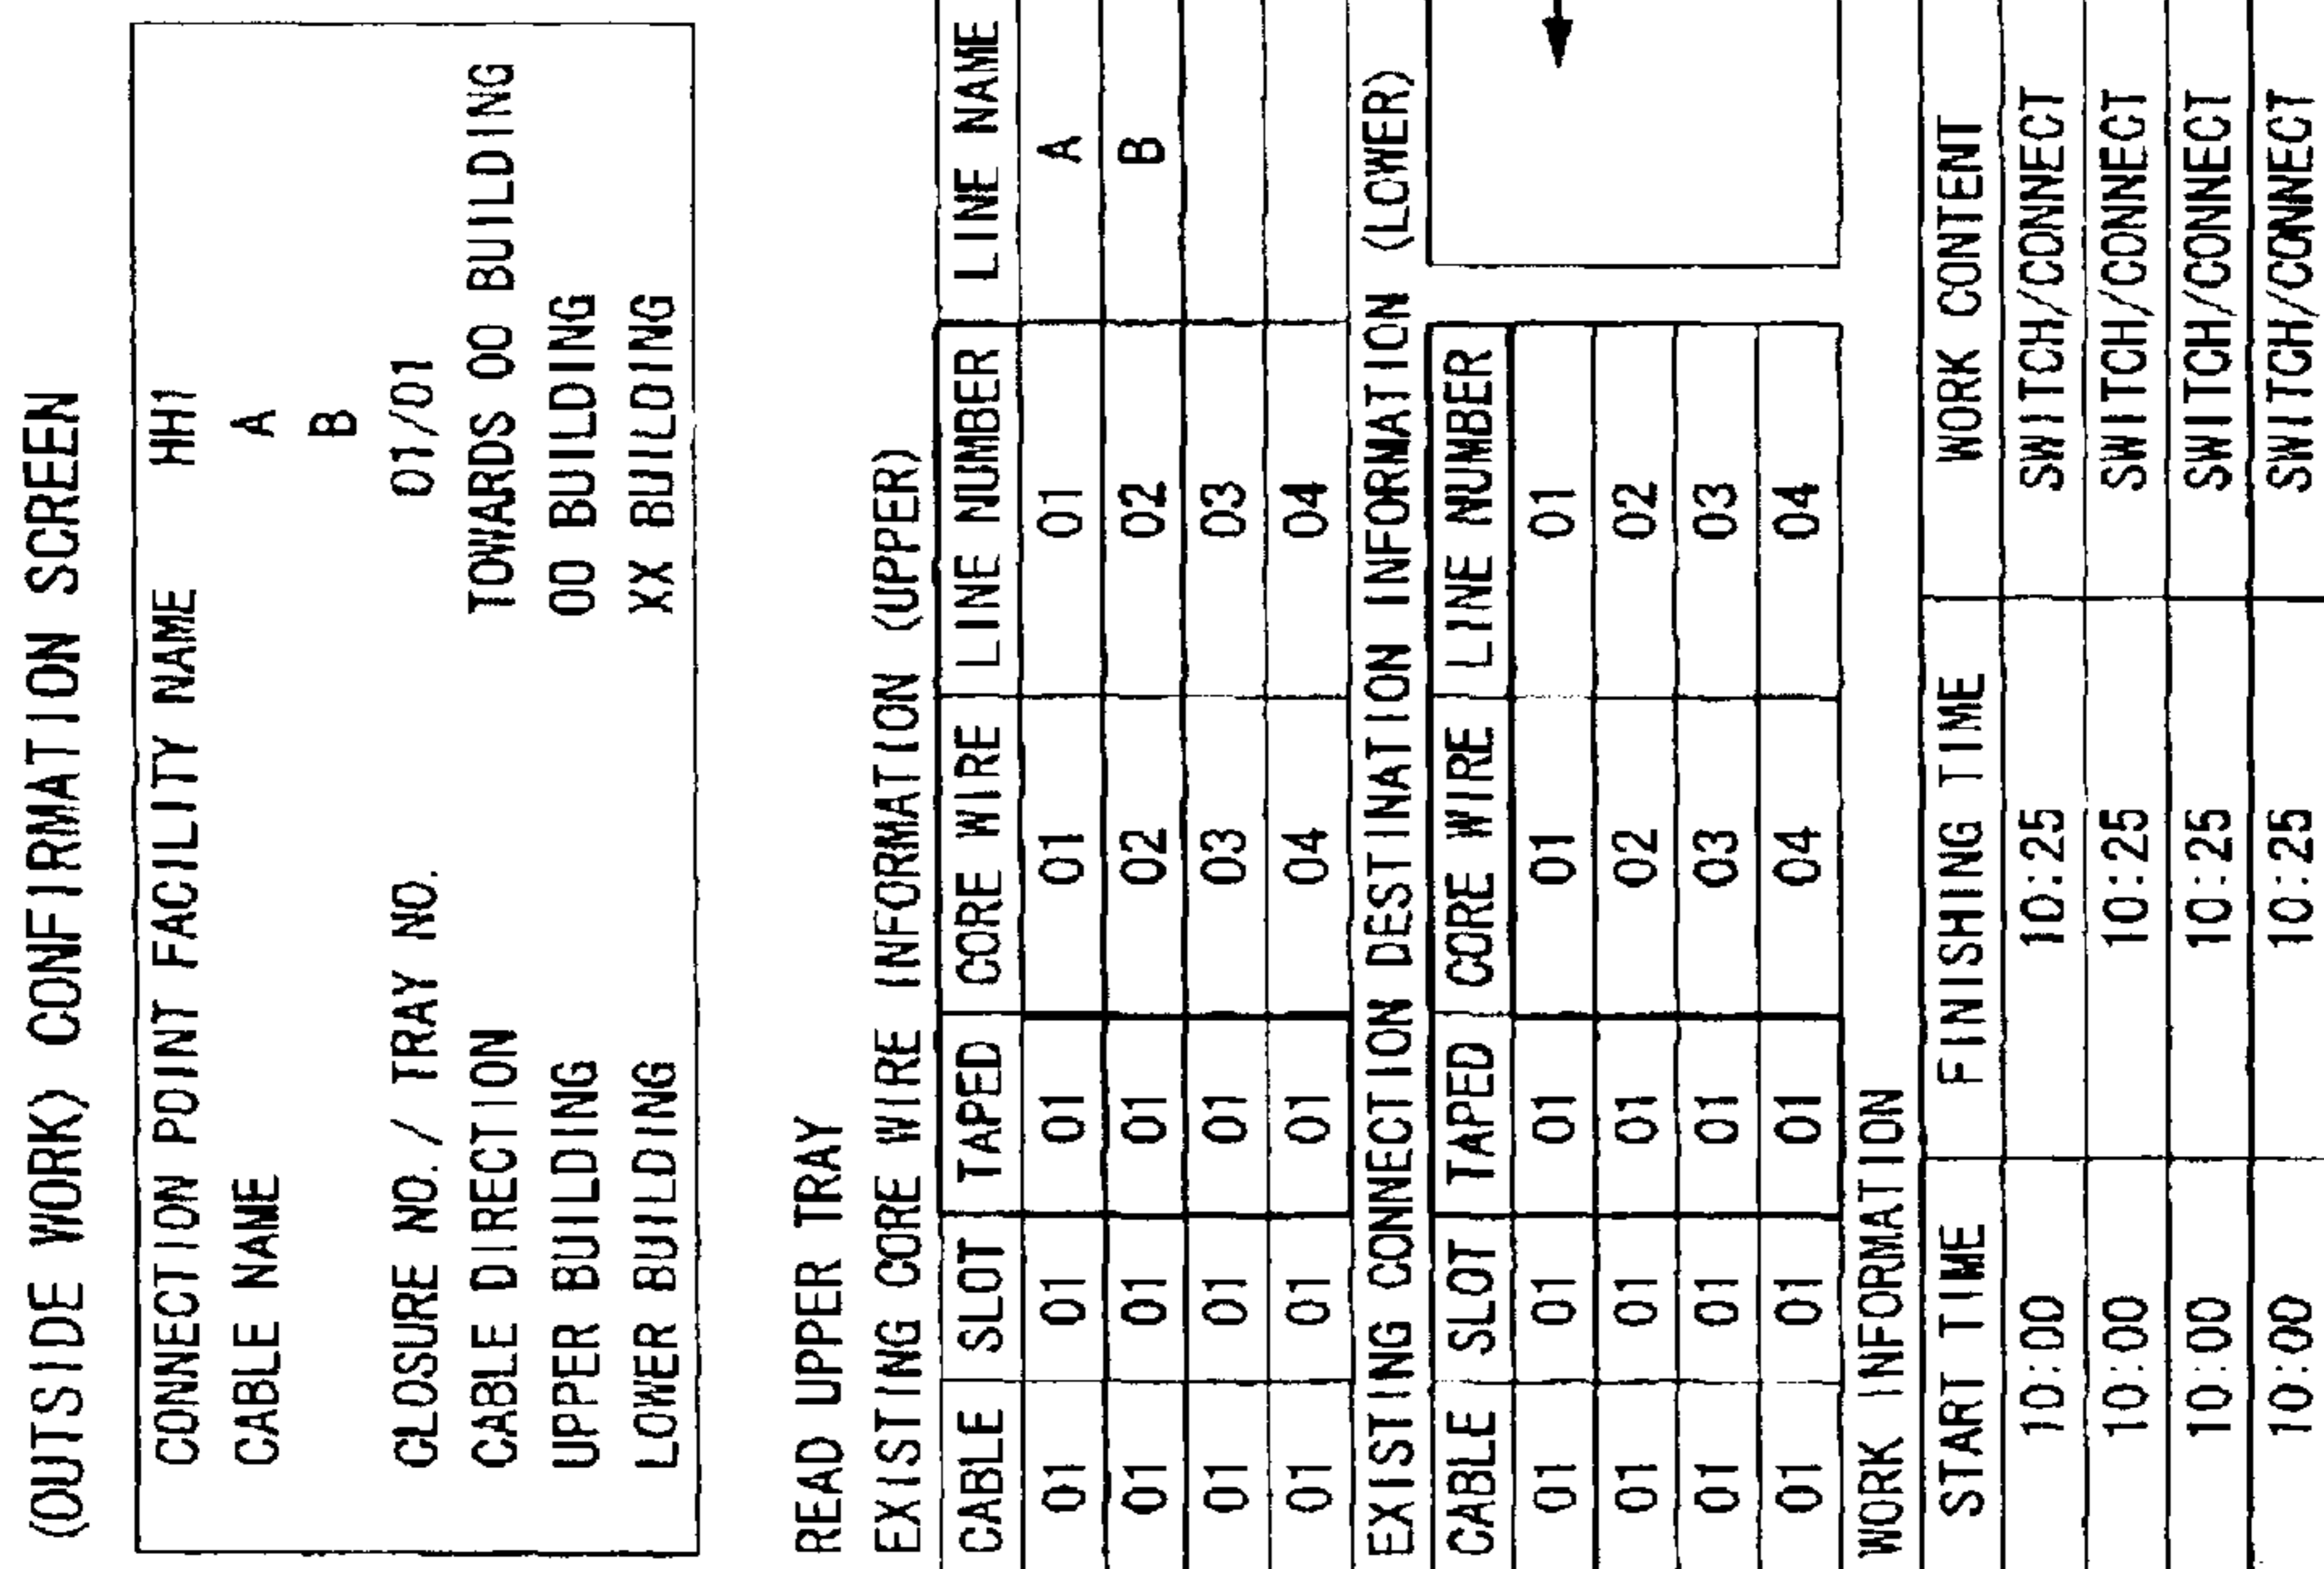 (OUTSIDE WORK) CONFIRMATION SCREEN
CONNECTION POINT FACILITY NAME HH1
CABLE NAME A
B
CLOSURE NO./ TRAY NO. 01/01
CABLE DIRECTION TOWARDS OO BUILDING
UPPER BUILDING OO BUILDING
LOWER BUILDING XX BUILDING
READ UPPER TRAY
EXISTING CORE WIRE INFORMATION (UPPER)
CABLE SLOT TAPED CORE WIRE LINE NUMBER LINE NAME
01 01 01 01 01 A
01 01 01 02 02 B
01 01 01 03 03
01 01 01 04 04
EXISTING CONNECTION DESTINATION INFORMATION (LOWER)
CABLE SLOT TAPED CORE WIRE LINE NUMBER
01 01 01 01 01
01 01 01 02 02
01 01 01 03 03
01 01 01 04 04
WORK INFORMATION
START TIME FINISHING TIME WORK CONTENT
10:00 10:25 SWITCH/CONNECT
10:00 10:25 SWITCH/CONNECT
10:00 10:25 SWITCH/CONNECT
10:00 10:25 SWITCH/CONNECT